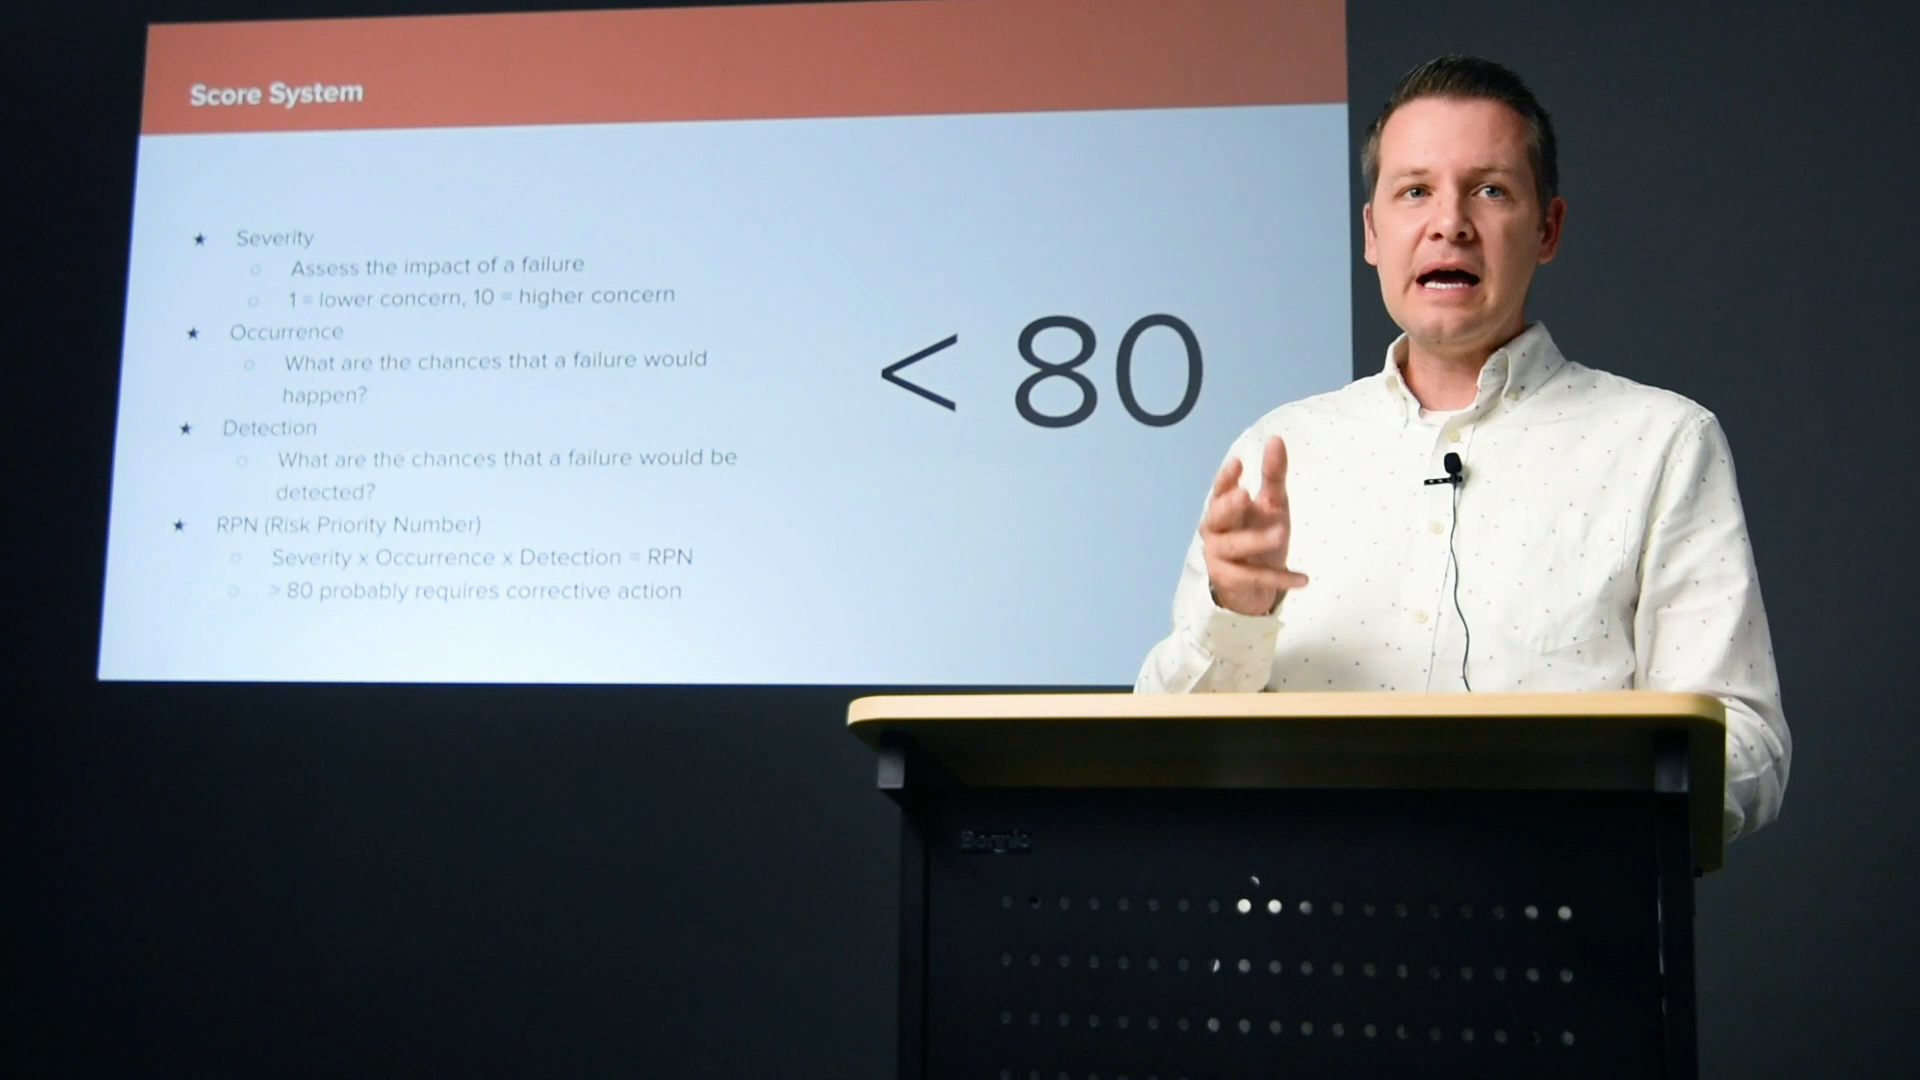 Score System
★ Severity
○ Assess the impact of a failure
○ 1 = lower concern, 10 = higher concern
★ Occurrence
○ What are the chances that a failure would
happen?
★ Detection
○ What are the chances that a failure would be
detected?
★ RPN (Risk Priority Number)
○ Severity x Occurrence x Detection = RPN
○ > 80 probably requires corrective action
< 80